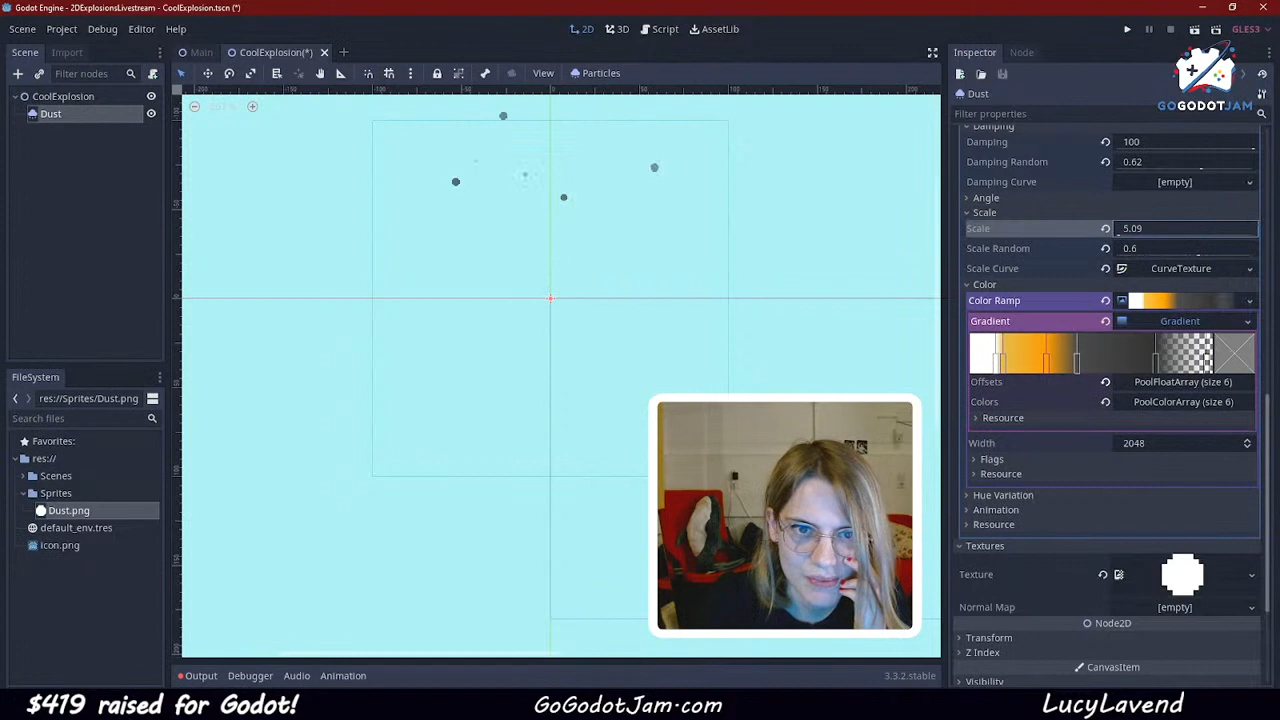 Godot Engine - 2DExplosionsLivestream - CoolExplosion.tscn (*)
Scene Project Debug Editor Help
2D 3D Script AssetLib
GLES3
Scene Import
Main CoolExplosion(*)
Inspector Node
Filter nodes
View Particles
CoolExplosion
Dust
Dust
GOGODOTJAM
Filter properties
Damping
Damping 100
Damping Random 0.62
Damping Curve [empty]
Angle
Scale
Scale 5.09
Scale Random 0.6
Scale Curve CurveTexture
Color
Color Ramp
Gradient Gradient
Offsets PoolFloatArray (size 6)
Colors PoolColorArray (size 6)
Resource
Width 2048
Flags
Resource
Hue Variation
Animation
Resource
Textures
Texture
Normal Map [empty]
Node2D
Transform
Z Index
CanvasItem
Visibility
FileSystem
res://Sprites/Dust.png
Search files
Favorites:
res://
Scenes
Sprites
Dust.png
default_env.tres
icon.png
Output Debugger Audio Animation
3.3.2.stable
$419 raised for Godot! GoGodotJam.com LucyLavend